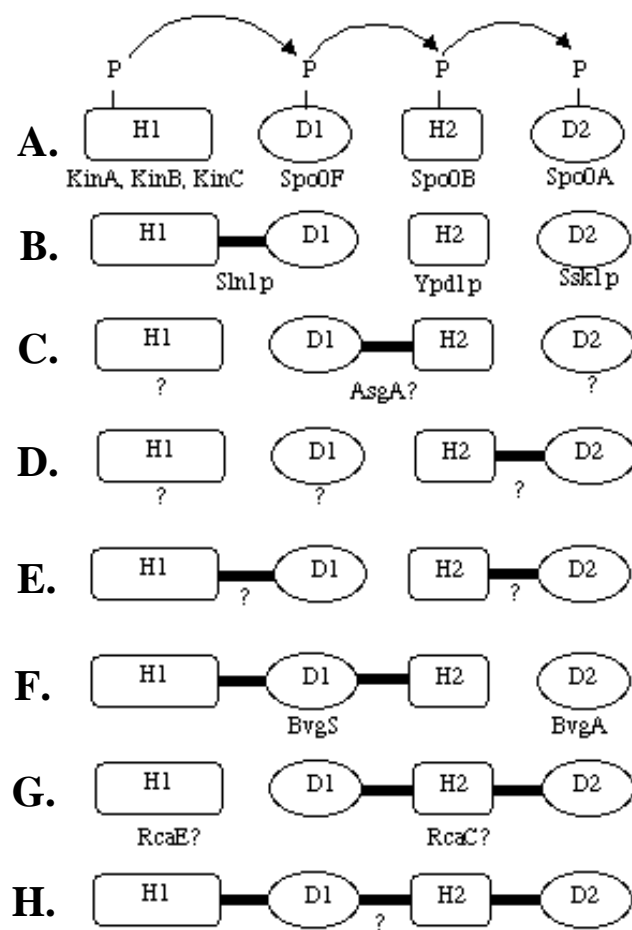 P P P P
A. H1 D1 H2 D2
KinA, KinB, KinC Spo0F Spo0B Spo0A
B. H1 D1 H2 D2
Sln1p Ypd1p Ssk1p
C. H1 D1 H2 D2
? AsgA? ?
D. H1 D1 H2 D2
? ? ?
E. H1 D1 H2 D2
? ?
F. H1 D1 H2 D2
BvgS BvgA
G. H1 D1 H2 D2
RcaE? RcaC?
H. H1 D1 H2 D2
?